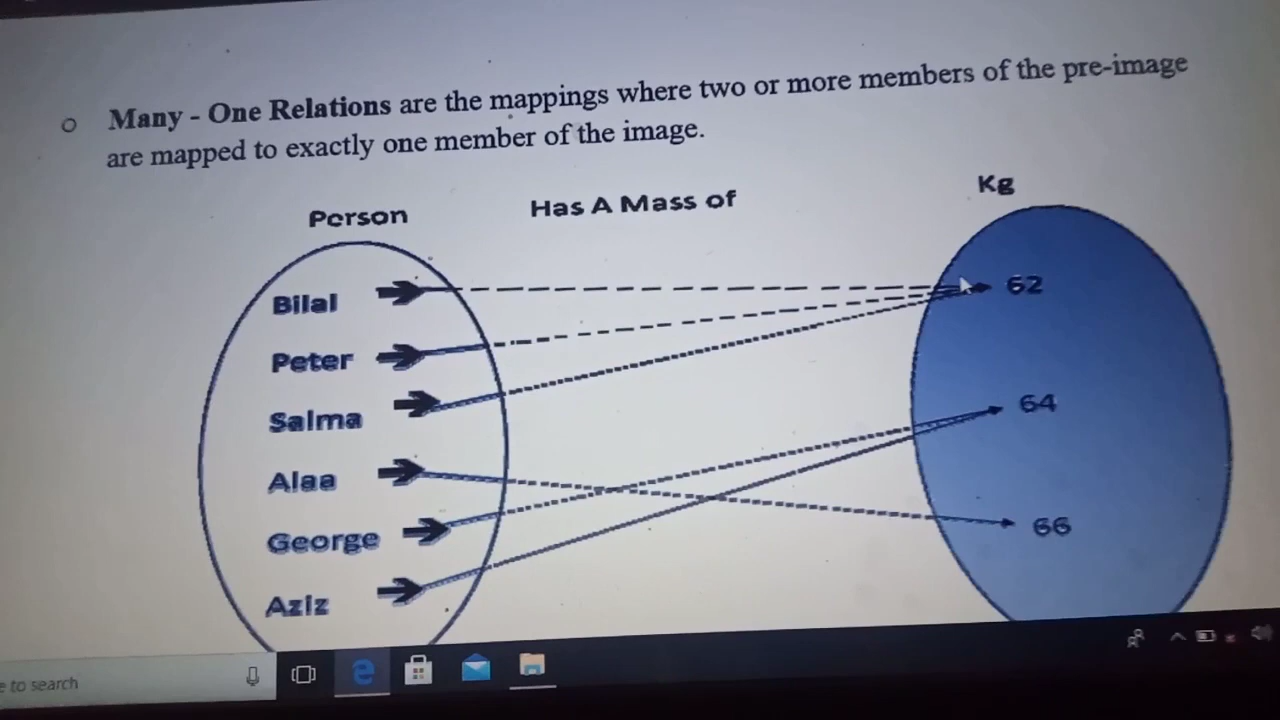 Many - One Relations are the mappings where two or more members of the pre-image
are mapped to exactly one member of the image.
Person
Has A Mass of
Kg
Bilal
Peter
Salma
Alaa
George
Aziz
62
64
66
e to search